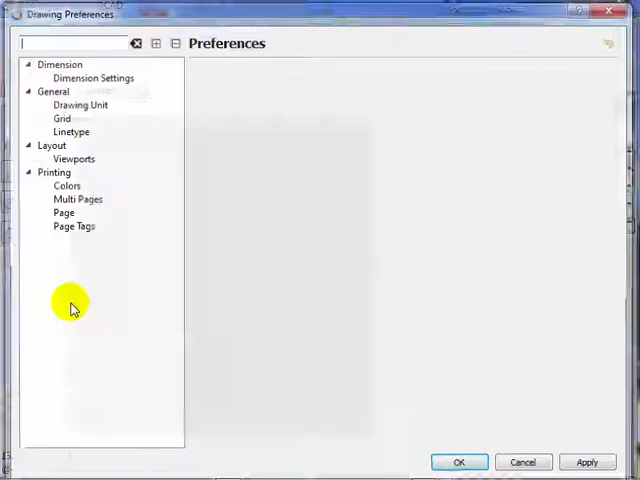 Drawing Preferences
Preferences
Dimension
Dimension Settings
General
Drawing Unit
Grid
Linetype
Layout
Viewports
Printing
Colors
Multi Pages
Page
Page Tags
OK
Cancel
Apply